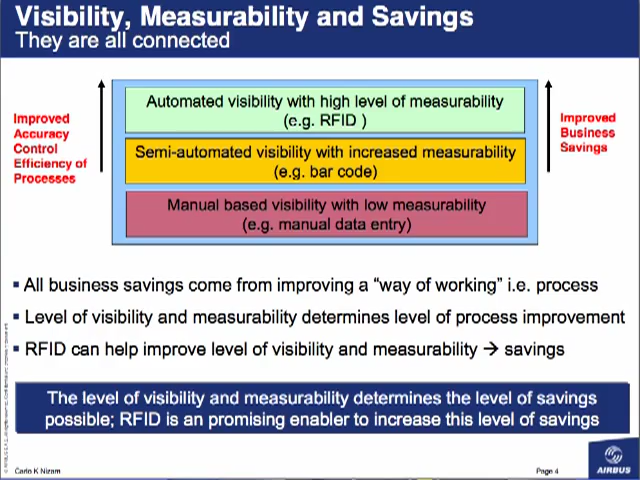 Visibility, Measurability and Savings
They are all connected
Improved
Accuracy
Control
Efficiency of
Processes
Automated visibility with high level of measurability
(e.g. RFID )
Semi-automated visibility with increased measurability
(e.g. bar code)
Manual based visibility with low measurability
(e.g. manual data entry)
Improved
Business
Savings
▪ All business savings come from improving a “way of working” i.e. process
▪ Level of visibility and measurability determines level of process improvement
▪ RFID can help improve level of visibility and measurability → savings
The level of visibility and measurability determines the level of savings
possible; RFID is an promising enabler to increase this level of savings
Carlo K Nizam
Page 4
AIRBUS